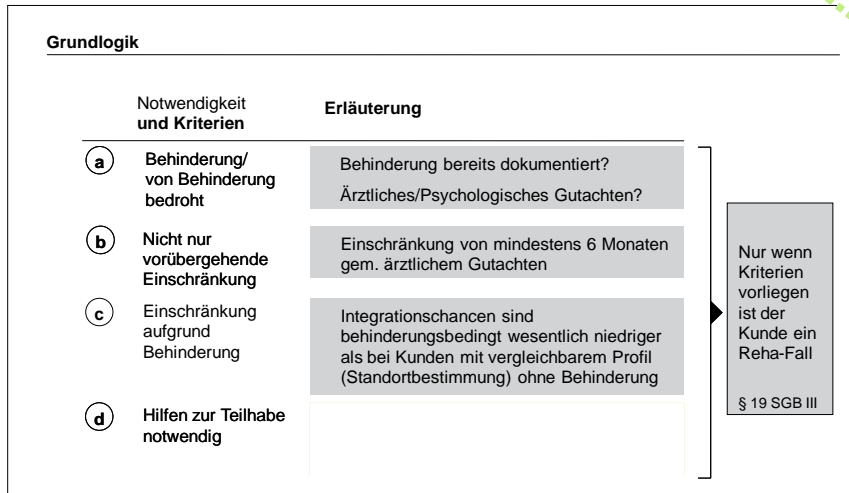 Grundlogik
Notwendigkeit
und Kriterien
Erläuterung
a
Behinderung/
von Behinderung
bedroht
Behinderung bereits dokumentiert?
Ärztliches/Psychologisches Gutachten?
b
Nicht nur
vorübergehende
Einschränkung
Einschränkung von mindestens 6 Monaten
gem. ärztlichem Gutachten
c
Einschränkung
aufgrund
Behinderung
Integrationschancen sind
behinderungsbedingt wesentlich niedriger
als bei Kunden mit vergleichbarem Profil
(Standortbestimmung) ohne Behinderung
d
Hilfen zur Teilhabe
notwendig
Nur wenn
Kriterien
vorliegen
ist der
Kunde ein
Reha-Fall
§ 19 SGB III